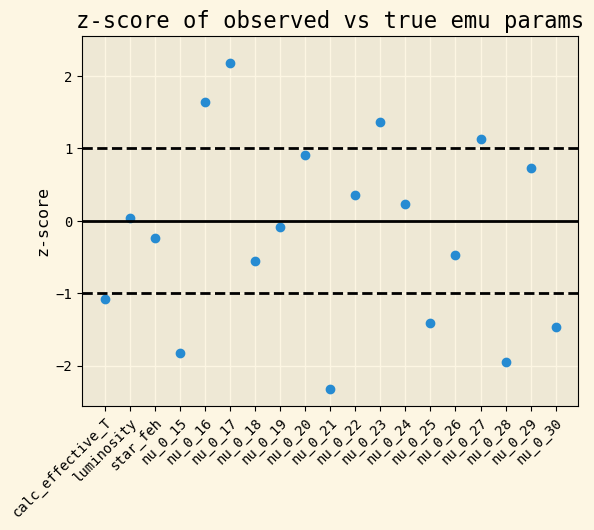 z-score of observed vs true emu params
z-score
2
1
0
−1
−2
calc_effective_T
luminosity
star_feh
nu_0_15
nu_0_16
nu_0_17
nu_0_18
nu_0_19
nu_0_20
nu_0_21
nu_0_22
nu_0_23
nu_0_24
nu_0_25
nu_0_26
nu_0_27
nu_0_28
nu_0_29
nu_0_30